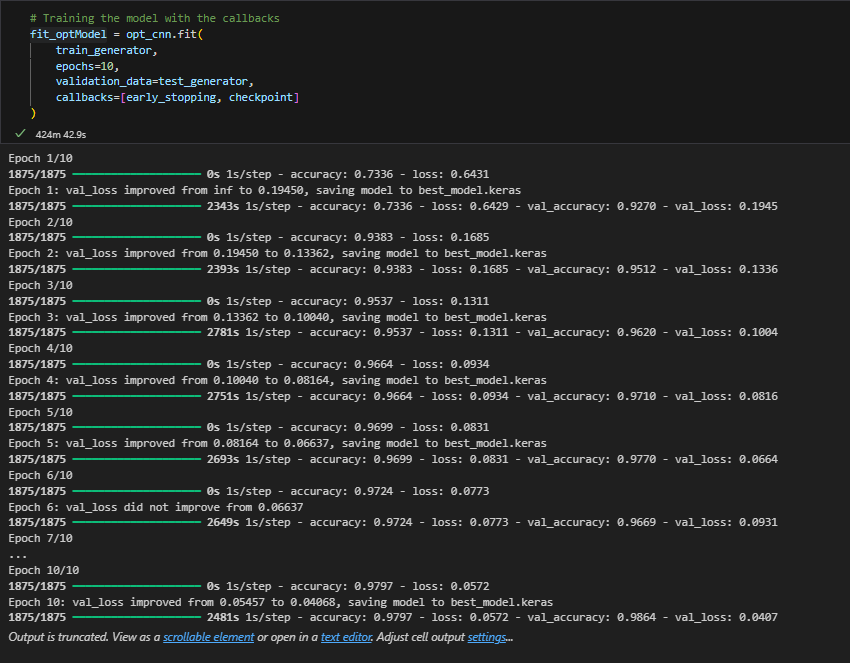 # Training the model with the callbacks
fit_optModel = opt_cnn.fit(
train_generator,
epochs=10,
validation_data=test_generator,
callbacks=[early_stopping, checkpoint]
)
424m 42.9s
Epoch 1/10
1875/1875 0s 1s/step - accuracy: 0.7336 - loss: 0.6431
Epoch 1: val_loss improved from inf to 0.19450, saving model to best_model.keras
1875/1875 2343s 1s/step - accuracy: 0.7336 - loss: 0.6429 - val_accuracy: 0.9270 - val_loss: 0.1945
Epoch 2/10
1875/1875 0s 1s/step - accuracy: 0.9383 - loss: 0.1685
Epoch 2: val_loss improved from 0.19450 to 0.13362, saving model to best_model.keras
1875/1875 2393s 1s/step - accuracy: 0.9383 - loss: 0.1685 - val_accuracy: 0.9512 - val_loss: 0.1336
Epoch 3/10
1875/1875 0s 1s/step - accuracy: 0.9537 - loss: 0.1311
Epoch 3: val_loss improved from 0.13362 to 0.10040, saving model to best_model.keras
1875/1875 2781s 1s/step - accuracy: 0.9537 - loss: 0.1311 - val_accuracy: 0.9620 - val_loss: 0.1004
Epoch 4/10
1875/1875 0s 1s/step - accuracy: 0.9664 - loss: 0.0934
Epoch 4: val_loss improved from 0.10040 to 0.08164, saving model to best_model.keras
1875/1875 2751s 1s/step - accuracy: 0.9664 - loss: 0.0934 - val_accuracy: 0.9710 - val_loss: 0.0816
Epoch 5/10
1875/1875 0s 1s/step - accuracy: 0.9699 - loss: 0.0831
Epoch 5: val_loss improved from 0.08164 to 0.06637, saving model to best_model.keras
1875/1875 2693s 1s/step - accuracy: 0.9699 - loss: 0.0831 - val_accuracy: 0.9770 - val_loss: 0.0664
Epoch 6/10
1875/1875 0s 1s/step - accuracy: 0.9724 - loss: 0.0773
Epoch 6: val_loss did not improve from 0.06637
1875/1875 2649s 1s/step - accuracy: 0.9724 - loss: 0.0773 - val_accuracy: 0.9669 - val_loss: 0.0931
Epoch 7/10
...
Epoch 10/10
1875/1875 0s 1s/step - accuracy: 0.9797 - loss: 0.0572
Epoch 10: val_loss improved from 0.05457 to 0.04068, saving model to best_model.keras
1875/1875 2481s 1s/step - accuracy: 0.9797 - loss: 0.0572 - val_accuracy: 0.9864 - val_loss: 0.0407
Output is truncated. View as a scrollable element or open in a text editor. Adjust cell output settings...